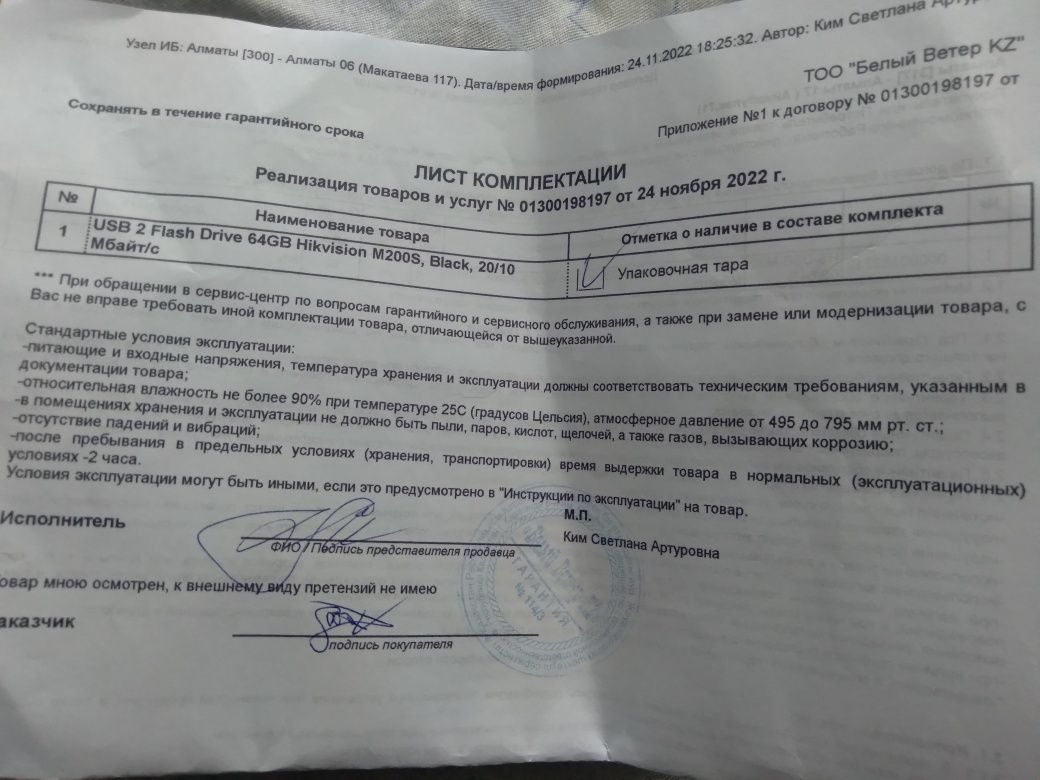 Узел ИБ: Алматы [300] - Алматы 06 (Макатаева 117). Дата/время формирования: 24.11.2022 18:25:32. Автор: Ким Светлана
ТОО "Белый Ветер KZ"
Приложение №1 к договору № 01300198197 от
Сохранять в течение гарантийного срока
ЛИСТ КОМПЛЕКТАЦИИ
Реализация товаров и услуг № 01300198197 от 24 ноября 2022 г.
№ Наименование товара Отметка о наличие в составе комплекта
1 USB 2 Flash Drive 64GB Hikvision M200S, Black, 20/10
Мбайт/с
Упаковочная тара
*** При обращении в сервис-центр по вопросам гарантийного и сервисного обслуживания, а также при замене или модернизации товара, с
Вас не вправе требовать иной комплектации товара, отличающейся от вышеуказанной.
Стандартные условия эксплуатации:
-питающие и входные напряжения, температура хранения и эксплуатации должны соответствовать техническим требованиям, указанным в
документации товара;
-относительная влажность не более 90% при температуре 25С (градусов Цельсия), атмосферное давление от 495 до 795 мм рт. ст.;
-в помещениях хранения и эксплуатации не должно быть пыли, паров, кислот, щелочей, а также газов, вызывающих коррозию;
-отсутствие падений и вибраций;
-после пребывания в предельных условиях (хранения, транспортировки) время выдержки товара в нормальных (эксплуатационных)
условиях -2 часа.
Условия эксплуатации могут быть иными, если это предусмотрено в "Инструкции по эксплуатации" на товар.
Исполнитель
М.П.
ФИО / Подпись представителя продавца
Ким Светлана Артуровна
овар мною осмотрен, к внешнему виду претензий не имею
аказчик
подпись покупателя
ГАРАНТИЯ